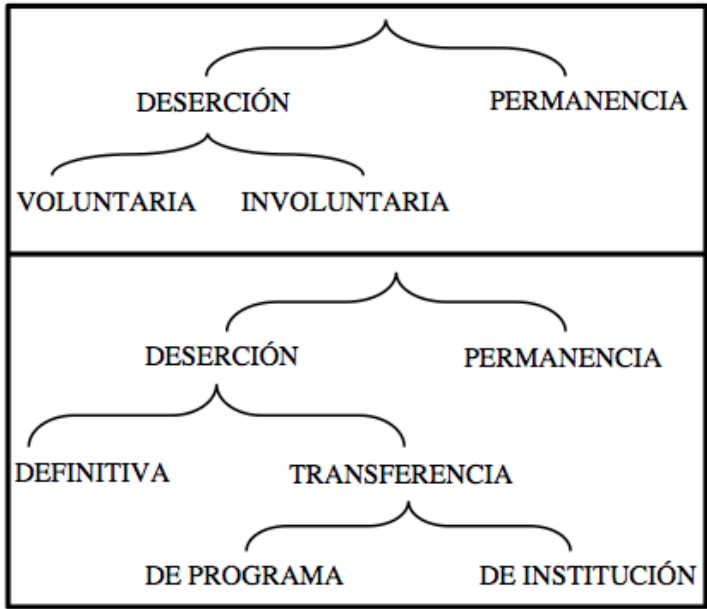 DESERCIÓN PERMANENCIA
VOLUNTARIA INVOLUNTARIA
DESERCIÓN PERMANENCIA
DEFINITIVA TRANSFERENCIA
DE PROGRAMA DE INSTITUCIÓN